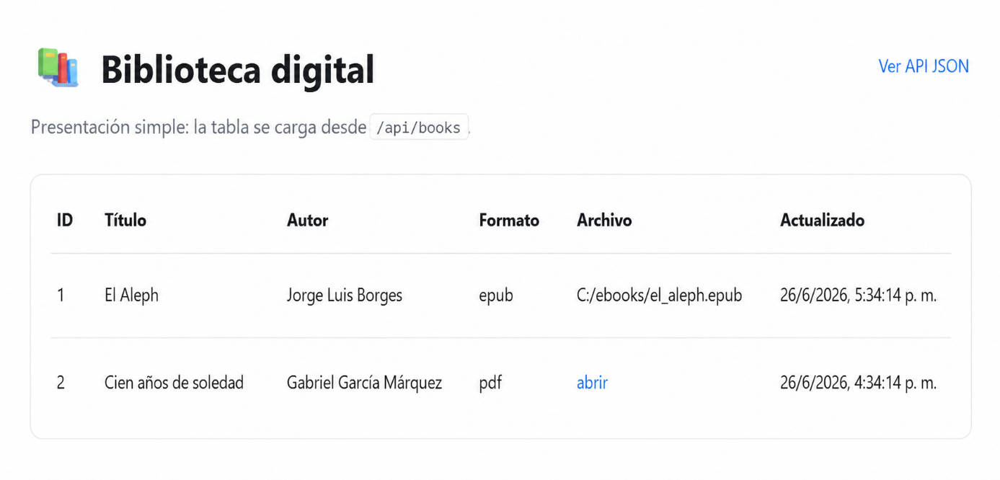 Biblioteca digital
Ver API JSON
Presentación simple: la tabla se carga desde /api/books.
ID Título Autor Formato Archivo Actualizado
1 El Aleph Jorge Luis Borges epub C:/ebooks/el_aleph.epub 26/6/2026, 5:34:14 p. m.
2 Cien años de soledad Gabriel García Márquez pdf abrir 26/6/2026, 4:34:14 p. m.